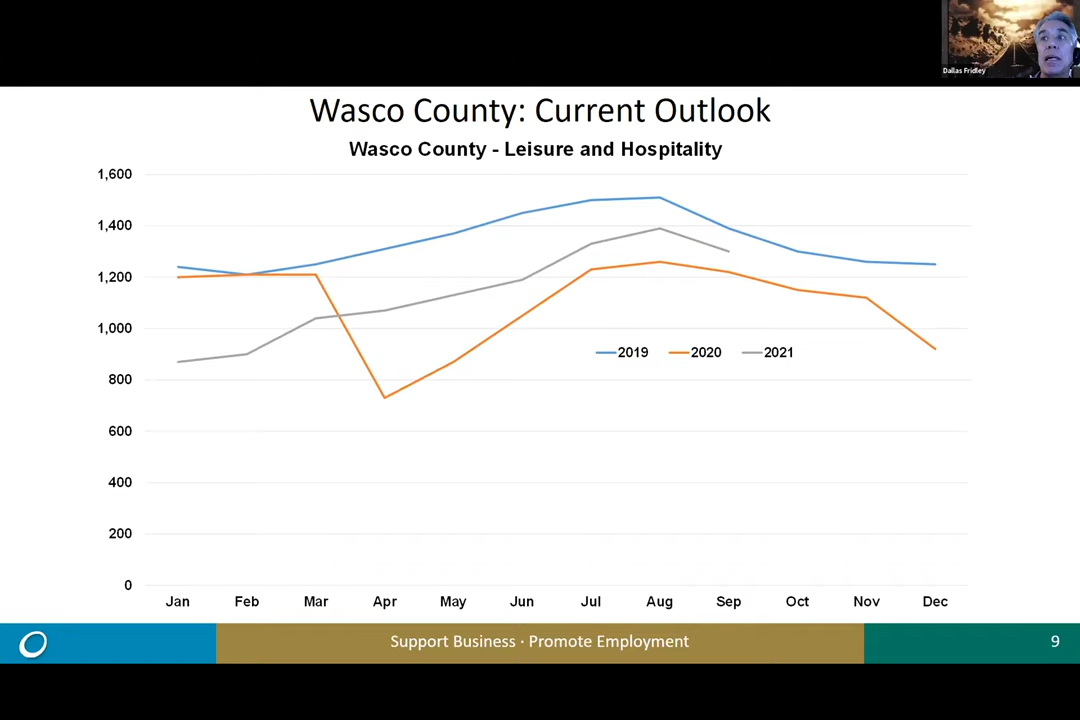 Dallas Fridley
Wasco County: Current Outlook
Wasco County - Leisure and Hospitality
1,600
1,400
1,200
1,000
800
600
400
200
0
2019 2020 2021
Jan Feb Mar Apr May Jun Jul Aug Sep Oct Nov Dec
Support Business · Promote Employment
9